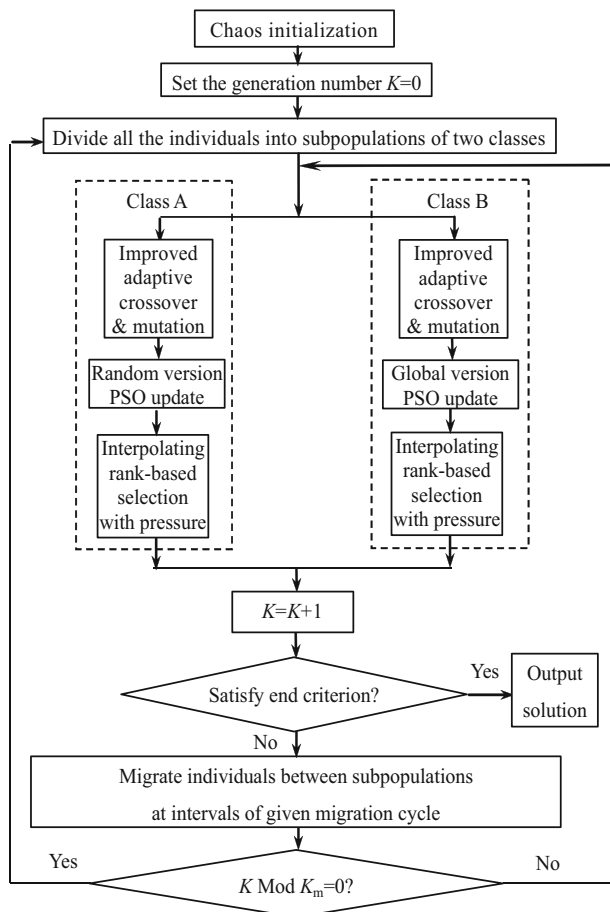 Chaos initialization
Set the generation number K=0
Divide all the individuals into subpopulations of two classes
Class A
Improved
adaptive
crossover
& mutation
Random version
PSO update
Interpolating
rank-based
selection
with pressure
Class B
Improved
adaptive
crossover
& mutation
Global version
PSO update
Interpolating
rank-based
selection
with pressure
K=K+1
Satisfy end criterion?
Yes
Output
solution
No
Migrate individuals between subpopulations
at intervals of given migration cycle
Yes
K Mod Km=0?
No